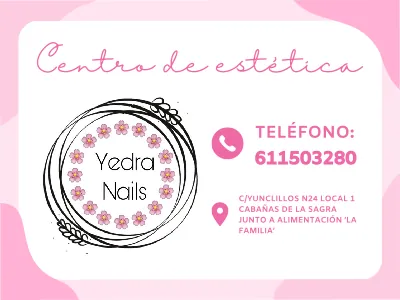 Centro de estética
Yedra
Nails
TELÉFONO:
611503280
C/YUNCLILLOS N24 LOCAL 1
CABAÑAS DE LA SAGRA
JUNTO A ALIMENTACIÓN 'LA
FAMILIA'